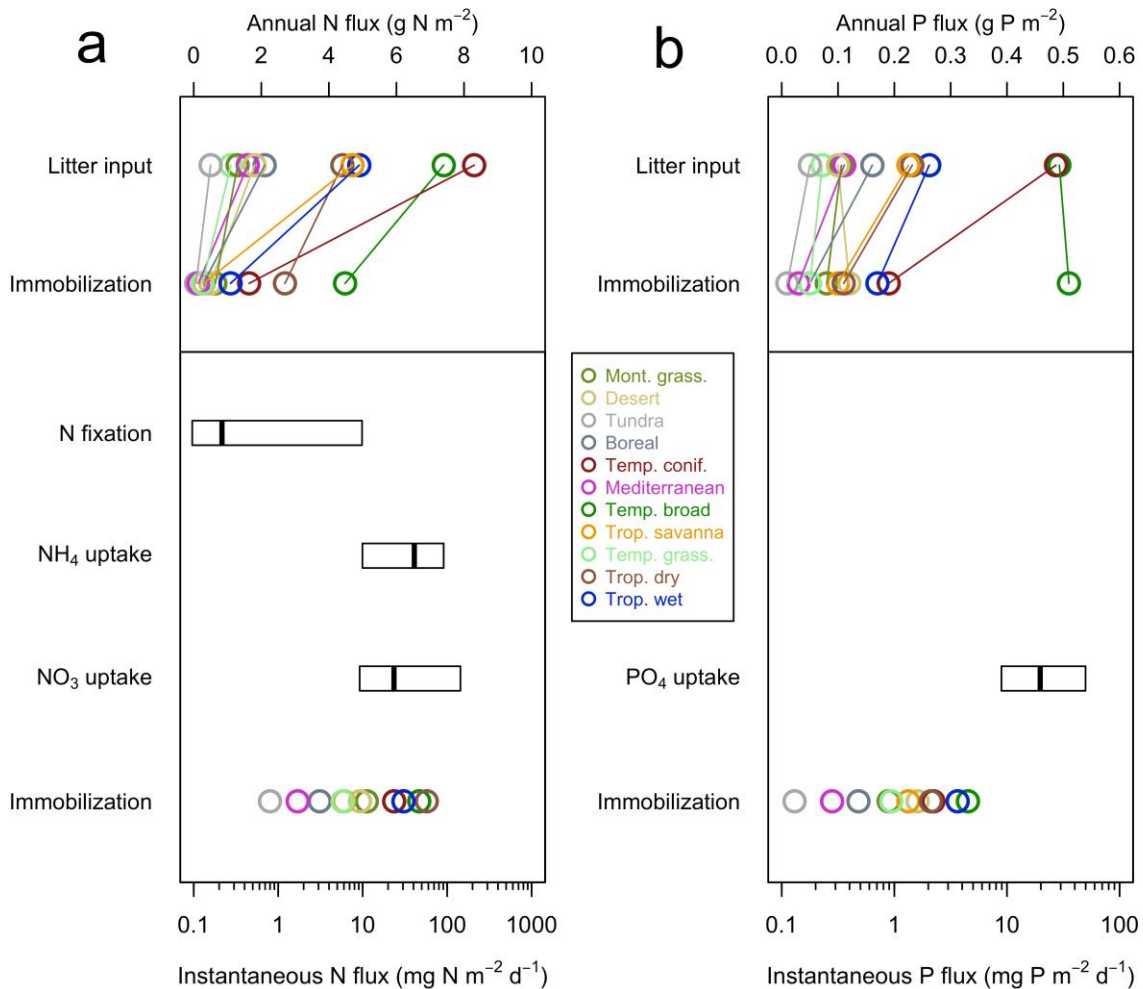 a
Annual N flux (g N m⁻²)
0 2 4 6 8 10
Litter input
Immobilization
N fixation
NH₄ uptake
NO₃ uptake
Immobilization
0.1 1 10 100 1000
Instantaneous N flux (mg N m⁻² d⁻¹)
Mont. grass.
Desert
Tundra
Boreal
Temp. conif.
Mediterranean
Temp. broad
Trop. savanna
Temp. grass.
Trop. dry
Trop. wet
b
Annual P flux (g P m⁻²)
0.0 0.1 0.2 0.3 0.4 0.5 0.6
Litter input
Immobilization
PO₄ uptake
Immobilization
0.1 1 10 100
Instantaneous P flux (mg P m⁻² d⁻¹)